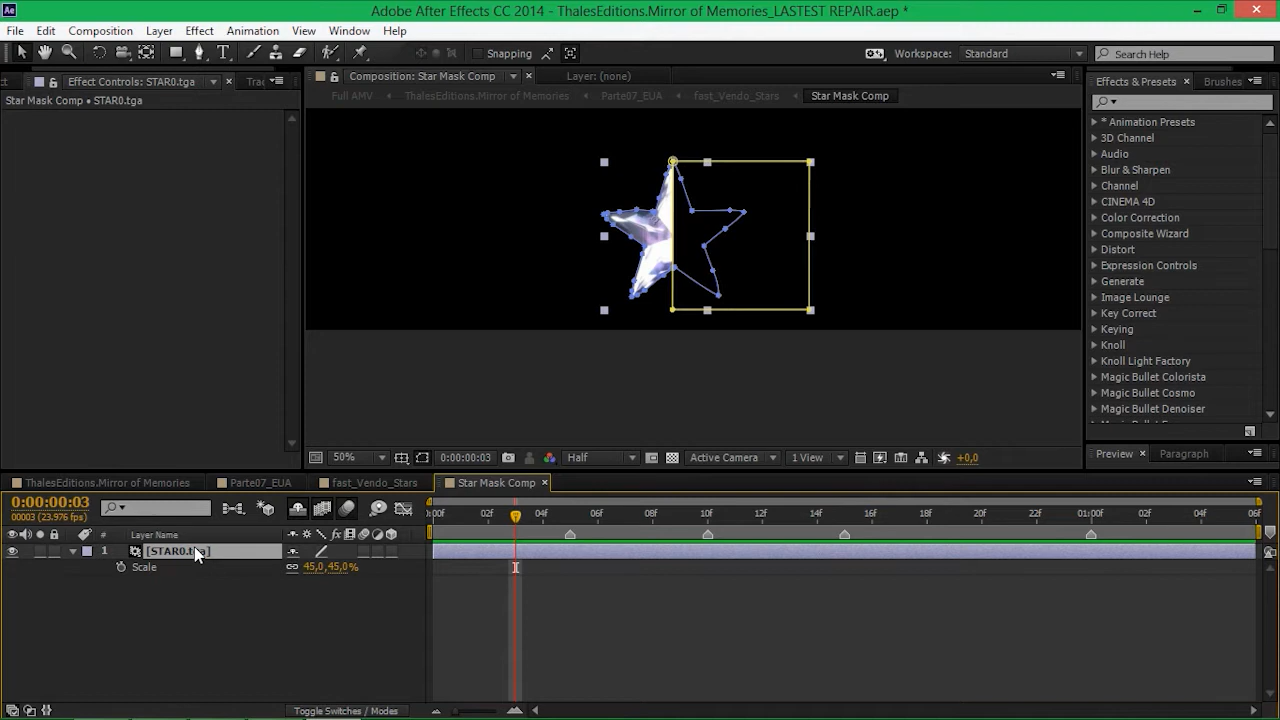 Ae Adobe After Effects CC 2014 - ThalesEditions.Mirror of Memories_LASTEST REPAIR.aep *
File Edit Composition Layer Effect Animation View Window Help
Snapping Workspace: Standard Search Help
Effect Controls: STAR0.tga Composition: Star Mask Comp Layer: (none) Effects & Presets Brushes
Star Mask Comp • STAR0.tga Full AMV ThalesEditions.Mirror of Memories Parte07_EUA fast_Vendo_Stars Star Mask Comp
* Animation Presets
3D Channel
Audio
Blur & Sharpen
Channel
CINEMA 4D
Color Correction
Composite Wizard
Distort
Expression Controls
Generate
Image Lounge
Key Correct
Keying
Knoll
Knoll Light Factory
Magic Bullet Colorista
Magic Bullet Cosmo
Magic Bullet Denoiser
50% 0:00:00:03 Half Active Camera 1 View +0,0 Preview Paragraph
ThalesEditions.Mirror of Memories Parte07_EUA fast_Vendo_Stars Star Mask Comp
0:00:00:03
00003 (23.976 fps)
:00F 02F 04F 06F 08F 10F 12F 14F 16F 18F 20F 22F 01:00F 02F 04F 06F
# Layer Name
1 [STAR0.tga]
Scale 45,0,45,0%
Toggle Switches / Modes